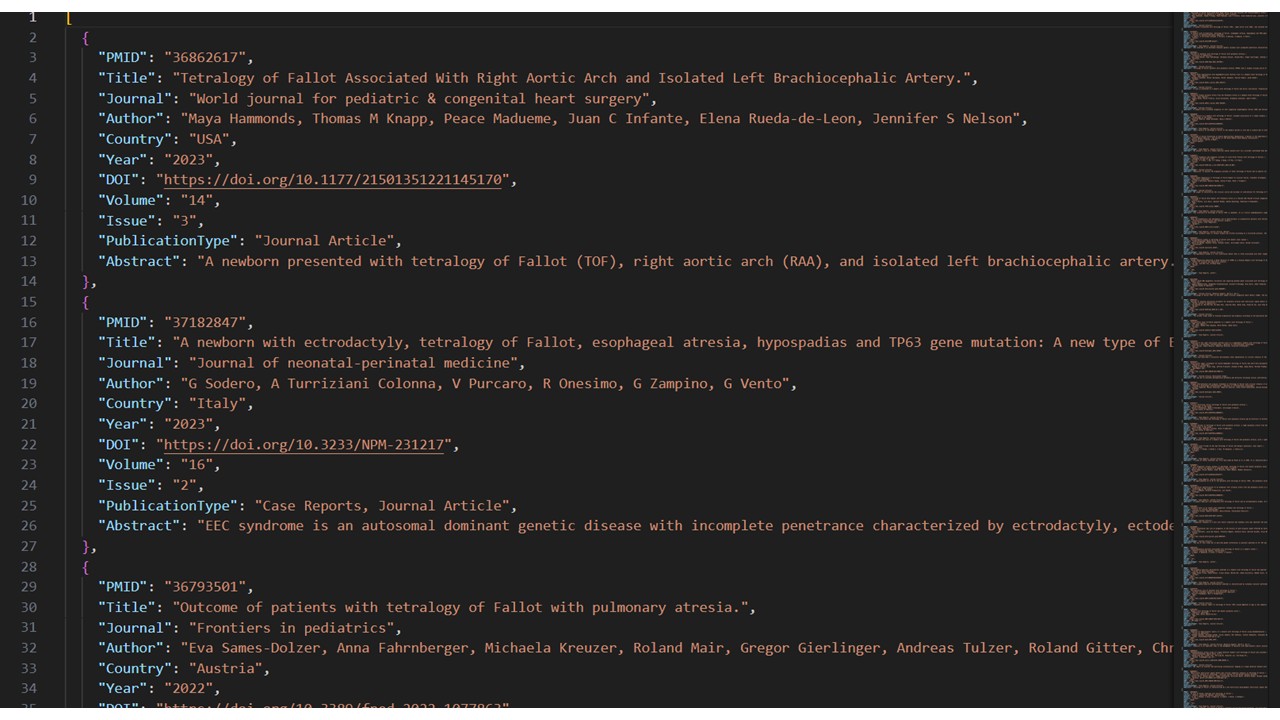 1 [
2 {
3 "PMID": "36862617",
4 "Title": "Tetralogy of Fallot Associated With Right Aortic Arch and Isolated Left Brachiocephalic Artery.",
5 "Journal": "World journal for pediatric & congenital heart surgery",
6 "Author": "Maya Hammonds, Thomas M Knapp, Peace Madueme, Juan C Infante, Elena Rueda-de-Leon, Jennifer S Nelson",
7 "Country": "USA",
8 "Year": "2023",
9 "DOI": "https://doi.org/10.1177/21501351221145170",
10 "Volume": "14",
11 "Issue": "3",
12 "PublicationType": "Journal Article",
13 "Abstract": "A newborn presented with tetralogy of Fallot (TOF), right aortic arch (RAA), and isolated left brachiocephalic artery.
14 },
15 {
16 "PMID": "37182847",
17 "Title": "A newborn with ectrodactyly, tetralogy of Fallot, esophageal atresia, hypospadias and TP63 gene mutation: A new type of
18 "Journal": "Journal of neonatal-perinatal medicine",
19 "Author": "G Sodero, A Turriziani Colonna, V Purcaro, R Onesimo, G Zampino, G Vento",
20 "Country": "Italy",
21 "Year": "2023",
22 "DOI": "https://doi.org/10.3233/NPM-231217",
23 "Volume": "16",
24 "Issue": "2",
25 "PublicationType": "Case Reports, Journal Article",
26 "Abstract": "EEC syndrome is an autosomal dominant genetic disease with incomplete penetrance characterized by ectrodactyly, ectode
27 },
28 {
29 "PMID": "36793501",
30 "Title": "Outcome of patients with tetralogy of Fallot with pulmonary atresia.",
31 "Journal": "Frontiers in pediatrics",
32 "Author": "Eva Sames-Dolzer, Anna Fahrnberger, Michaela Kreuzer, Roland Mair, Gregor Gierlinger, Andreas Tulzer, Roland Gitter, Chr
33 "Country": "Austria",
34 "Year": "2022",